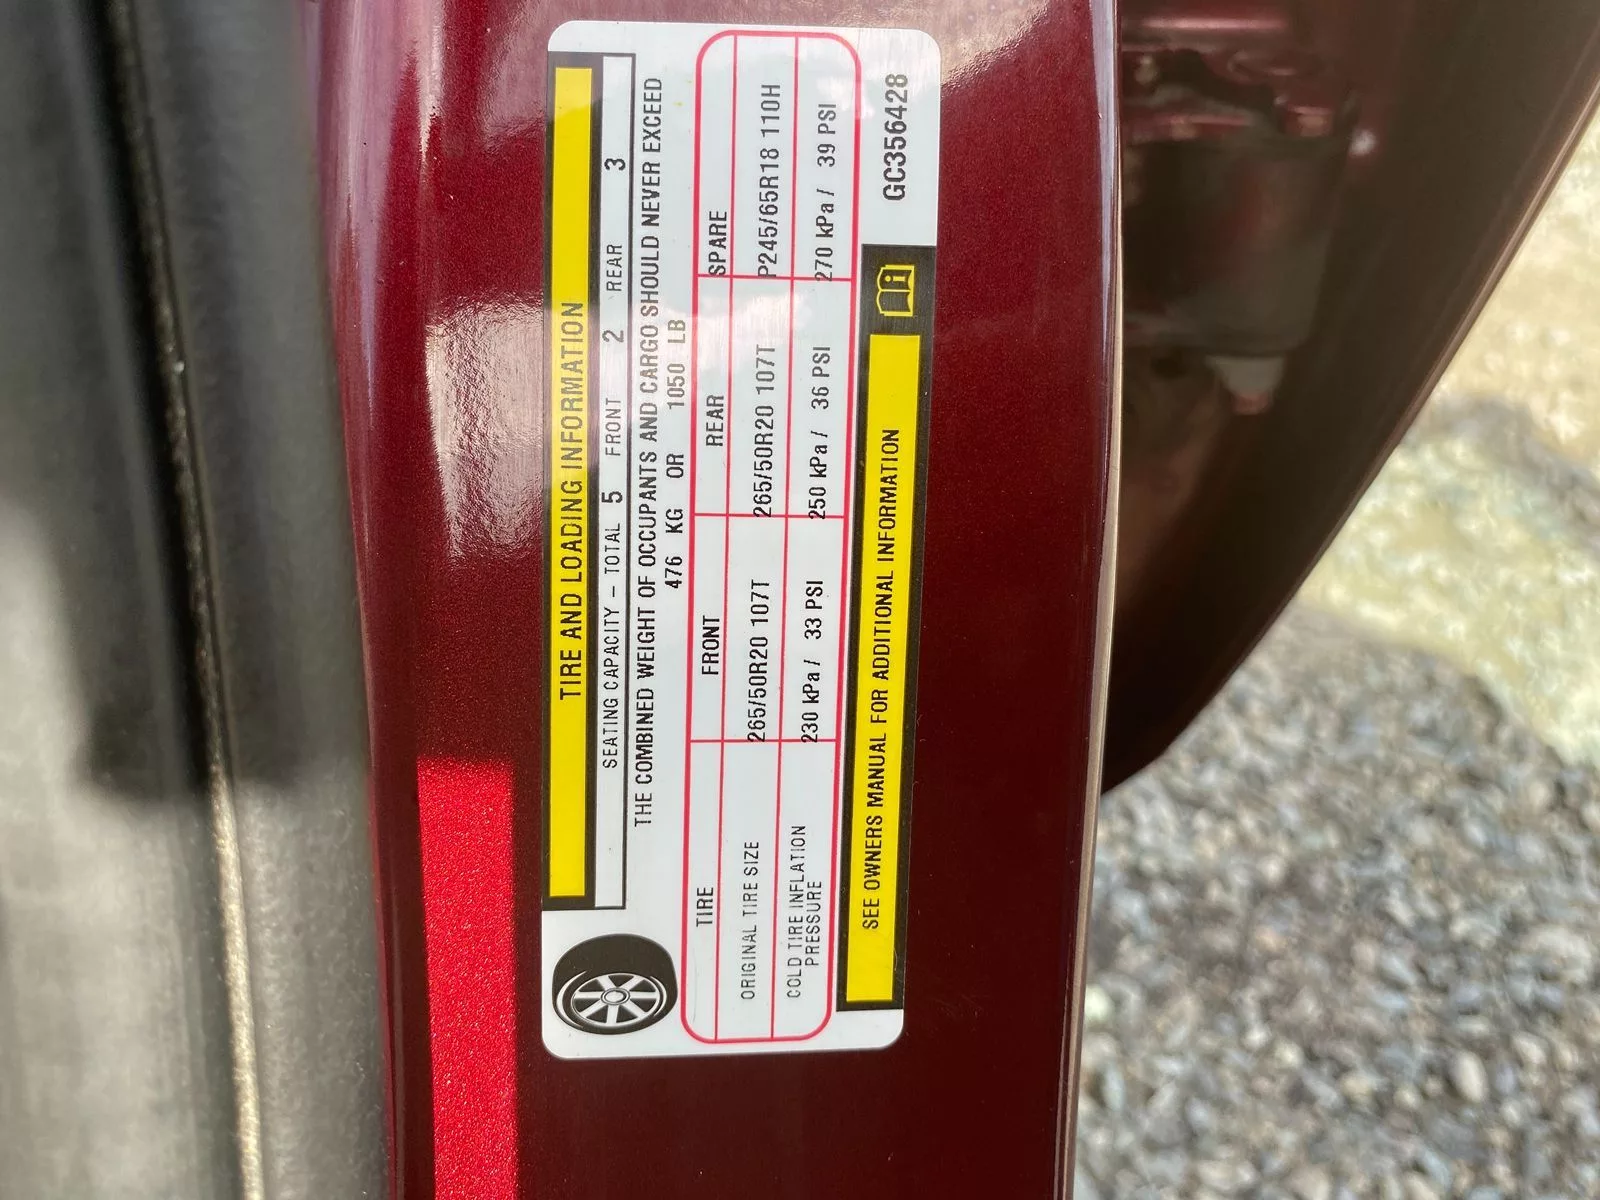 TIRE AND LOADING INFORMATION
SEATING CAPACITY – TOTAL 5 FRONT 2 REAR 3
THE COMBINED WEIGHT OF OCCUPANTS AND CARGO SHOULD NEVER EXCEED
476 KG OR 1050 LB
TIRE FRONT REAR SPARE
ORIGINAL TIRE SIZE 265/50R20 107T 265/50R20 107T P245/65R18 110H
COLD TIRE INFLATION
PRESSURE 230 kPa / 33 PSI 250 kPa / 36 PSI 270 kPa / 39 PSI
SEE OWNERS MANUAL FOR ADDITIONAL INFORMATION
GC356428